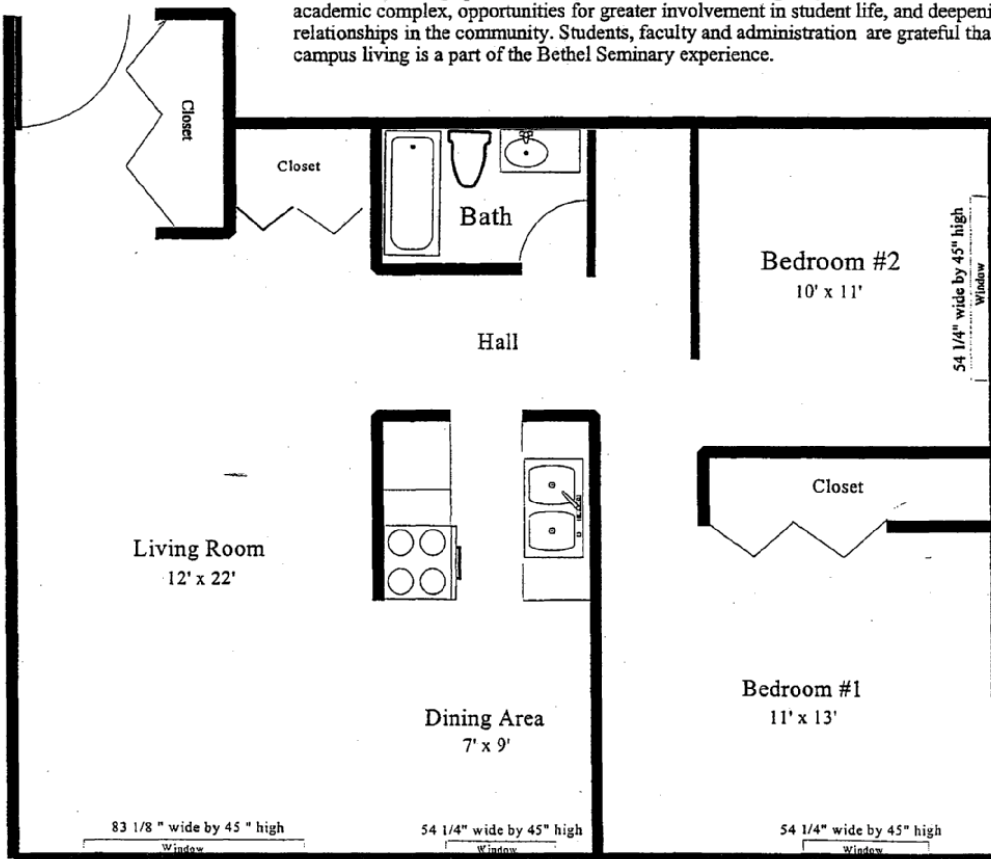 academic complex, opportunities for greater involvement in student life, and deepeni
relationships in the community. Students, faculty and administration are grateful tha
campus living is a part of the Bethel Seminary experience.
Closet
Closet
Bath
Bedroom #2
10' x 11'
54 1/4" wide by 45" high
Window
Hall
Closet
Living Room
12' x 22'
Bedroom #1
11' x 13'
Dining Area
7' x 9'
83 1/8 " wide by 45 " high
Window
54 1/4" wide by 45" high
Window
54 1/4" wide by 45" high
Window